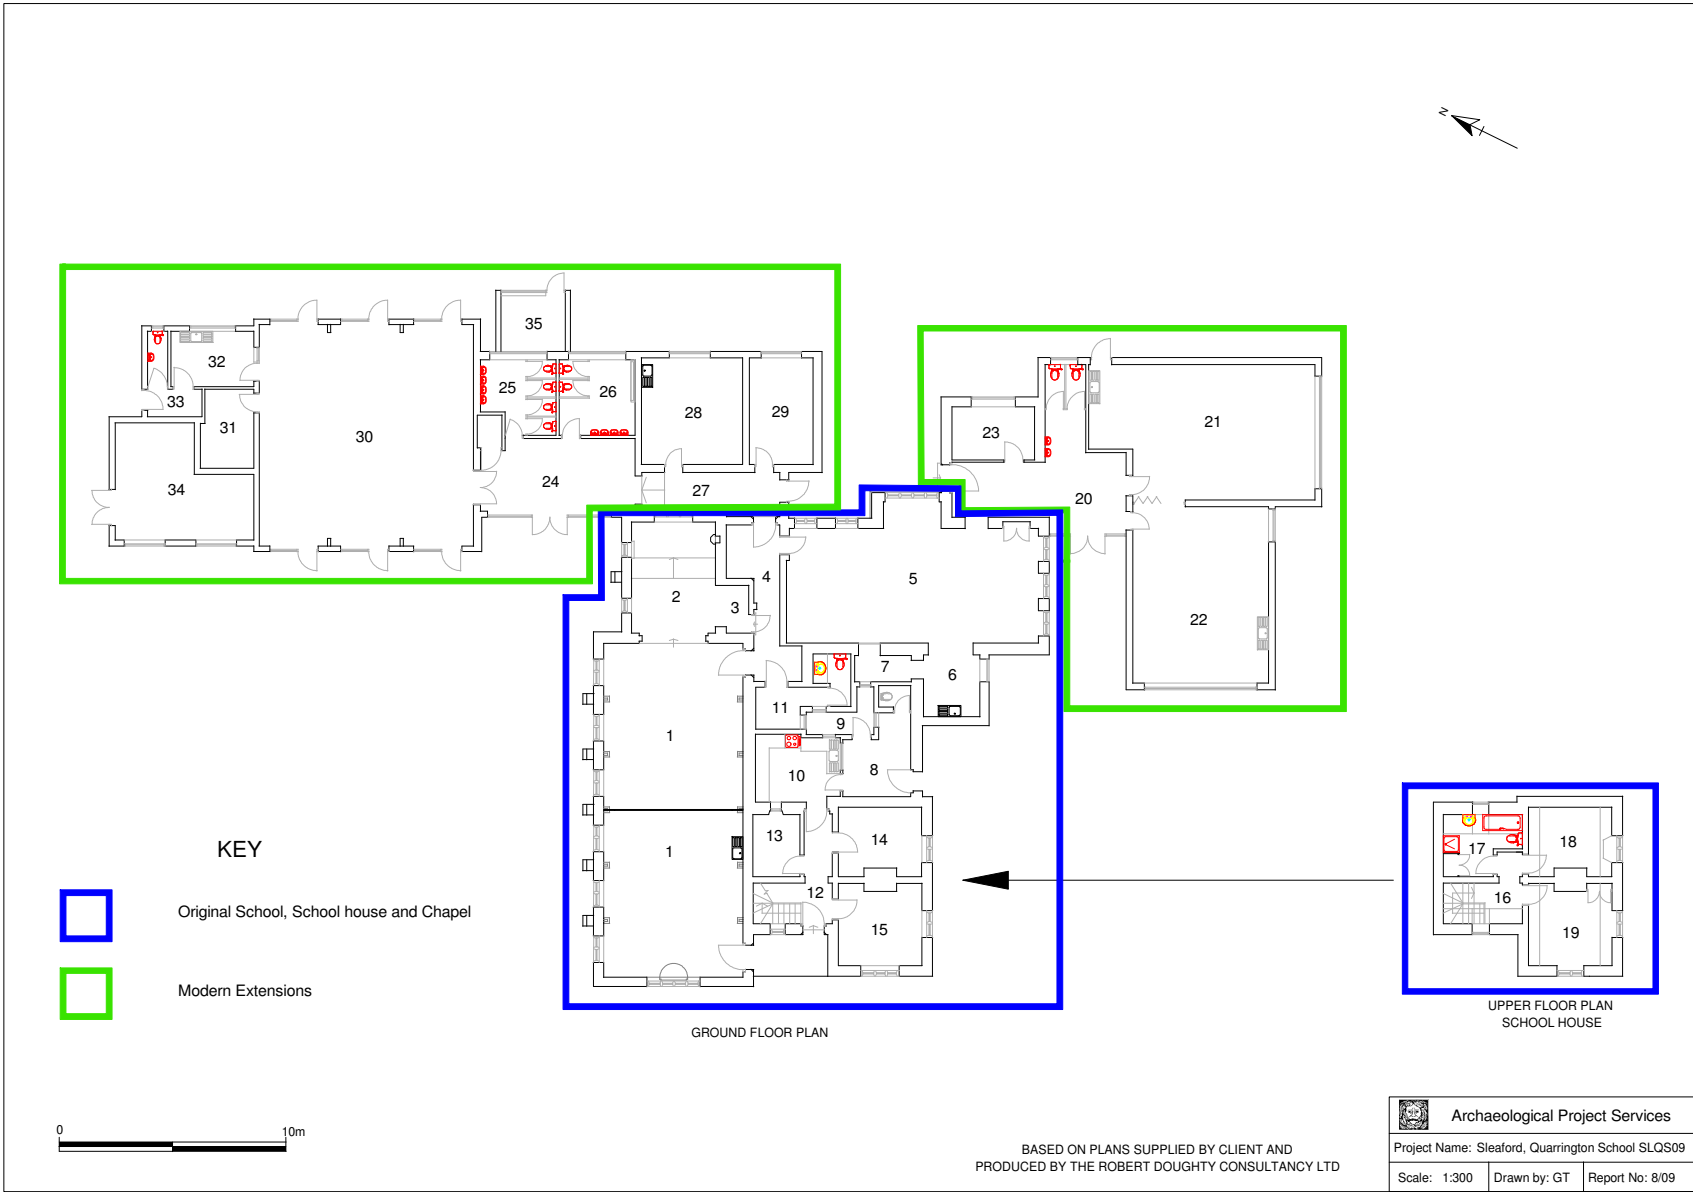 N
35
32
25
26
28
29
33
31
30
34
24
27
23
21
20
22
2
3
4
5
7
6
11
9
1
10
8
13
14
1
12
15
18
17
16
19
KEY
Original School, School house and Chapel
Modern Extensions
GROUND FLOOR PLAN
UPPER FLOOR PLAN
SCHOOL HOUSE
0
10m
BASED ON PLANS SUPPLIED BY CLIENT AND
PRODUCED BY THE ROBERT DOUGHTY CONSULTANCY LTD
Archaeological Project Services
Project Name: Sleaford, Quarrington School SLQS09
Scale: 1:300 Drawn by: GT Report No: 8/09